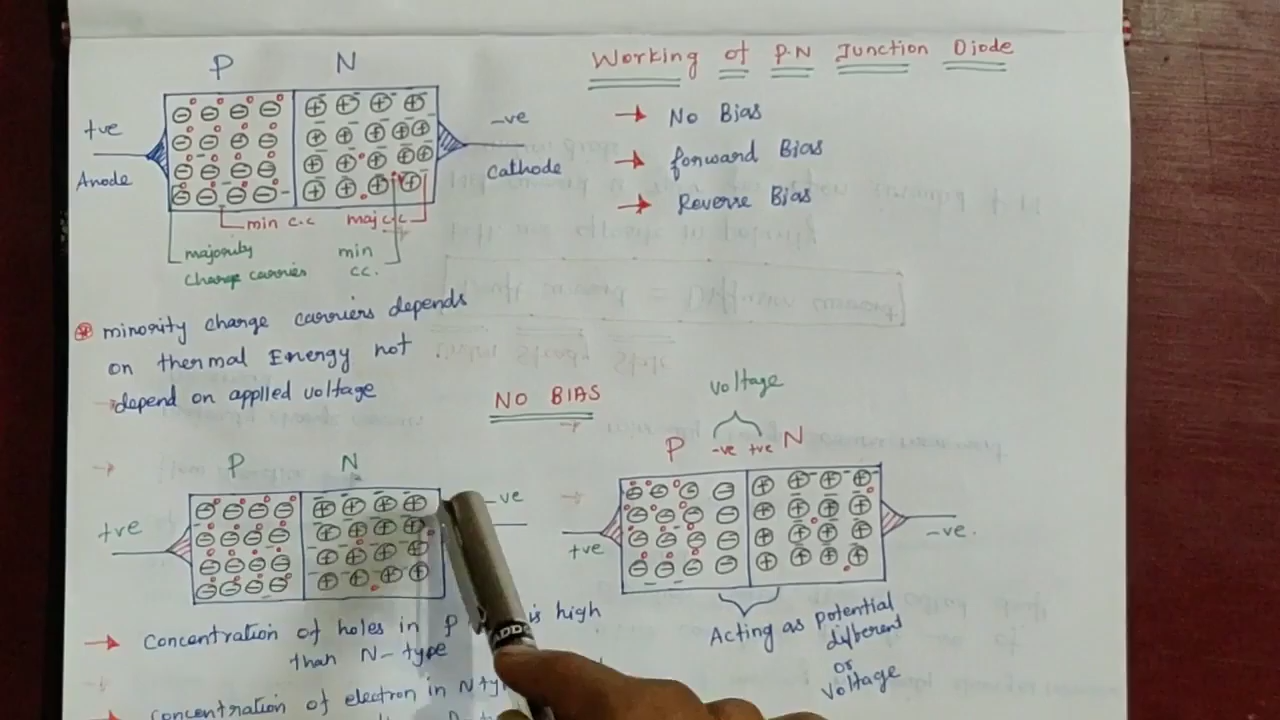 P N
Working of P-N Junction Diode
+ve
Anode
-ve
Cathode
→ No Bias
→ forward Bias
→ Reverse Bias
min c.c maj c.c
majority
charge carries
min
cc.
minority charge carriers depends
on thermal Energy not
depend on applied voltage
NO BIAS
voltage
P -ve +ve N
P N
+ve
-ve
+ve
-ve.
→ Concentration of holes in P is high
than N-type
Acting as potential
different
or
voltage
→ concentration of electron in N ty